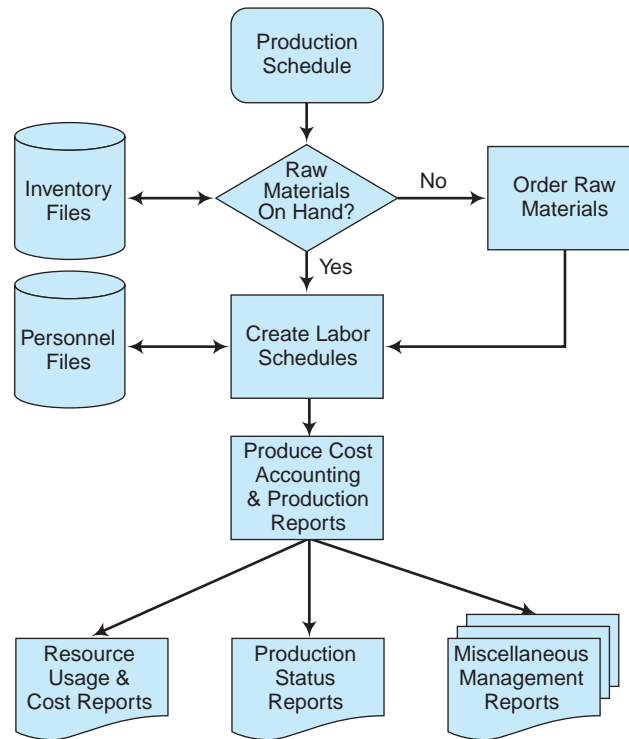 Production
Schedule
Inventory
Files
Raw
Materials
On Hand?
No
Order Raw
Materials
Yes
Personnel
Files
Create Labor
Schedules
Produce Cost
Accounting
& Production
Reports
Resource
Usage &
Cost Reports
Production
Status
Reports
Miscellaneous
Management
Reports